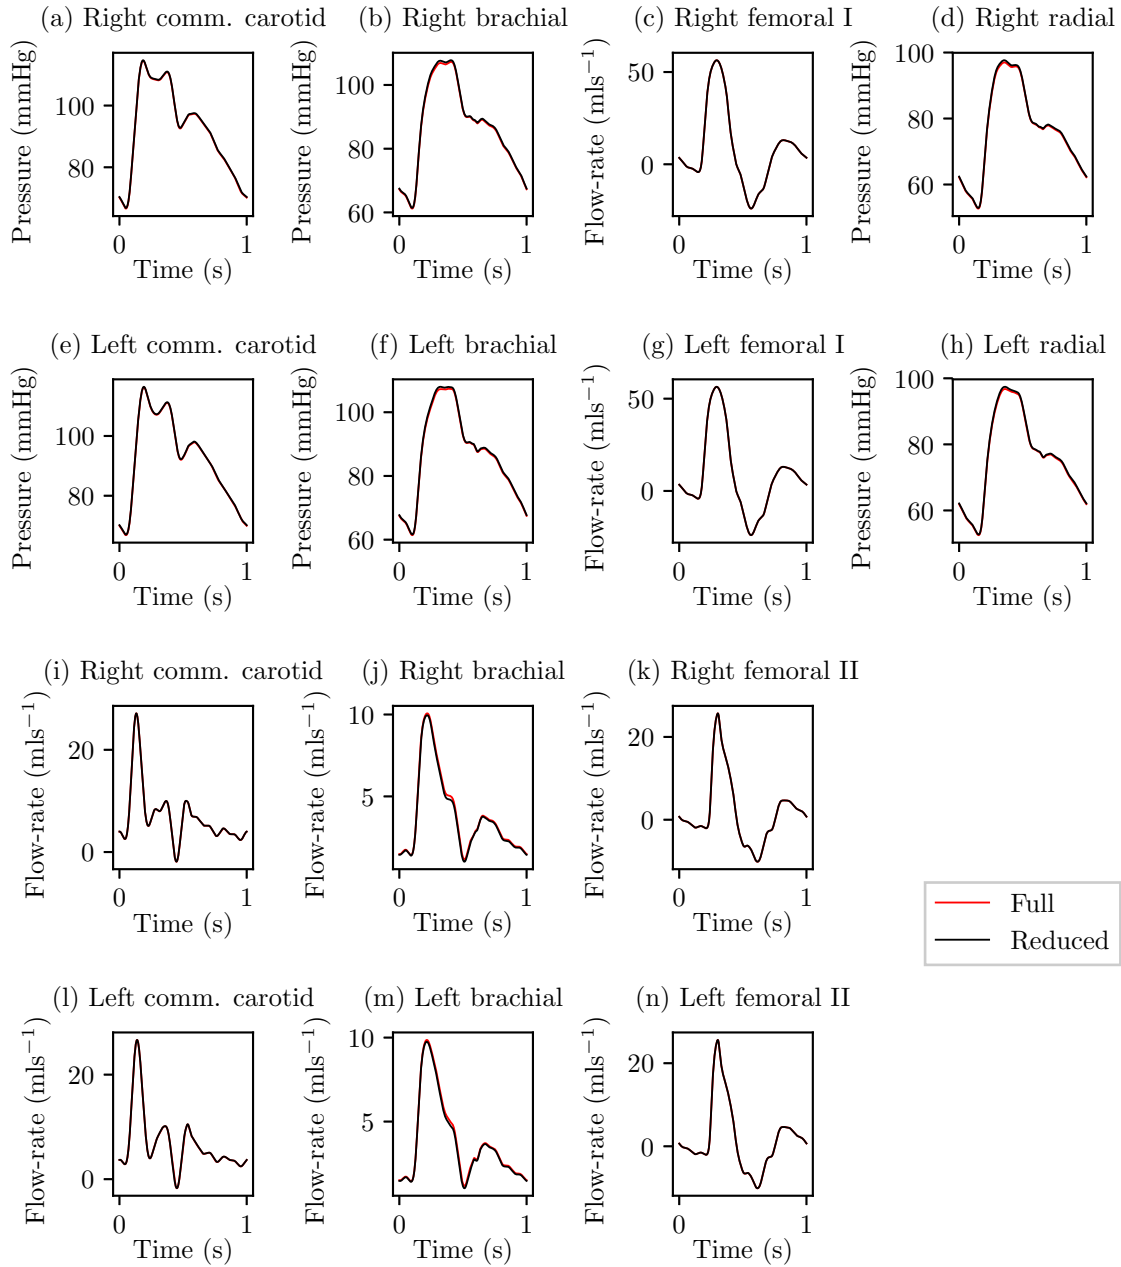 (a) Right comm. carotid
(b) Right brachial
(c) Right femoral I
(d) Right radial
Pressure (mmHg)
100
80
0
1
Time (s)
Pressure (mmHg)
100
80
60
0
1
Time (s)
Flow-rate (mls⁻¹)
50
0
0
1
Time (s)
Pressure (mmHg)
100
80
60
0
1
Time (s)
(e) Left comm. carotid
(f) Left brachial
(g) Left femoral I
(h) Left radial
Pressure (mmHg)
100
80
0
1
Time (s)
Pressure (mmHg)
100
80
60
0
1
Time (s)
Flow-rate (mls⁻¹)
50
0
0
1
Time (s)
Pressure (mmHg)
100
80
60
0
1
Time (s)
(i) Right comm. carotid
(j) Right brachial
(k) Right femoral II
Flow-rate (mls⁻¹)
20
0
0
1
Time (s)
Flow-rate (mls⁻¹)
10
5
0
1
Time (s)
Flow-rate (mls⁻¹)
20
0
0
1
Time (s)
Full
Reduced
(l) Left comm. carotid
(m) Left brachial
(n) Left femoral II
Flow-rate (mls⁻¹)
20
0
0
1
Time (s)
Flow-rate (mls⁻¹)
10
5
0
1
Time (s)
Flow-rate (mls⁻¹)
20
0
0
1
Time (s)